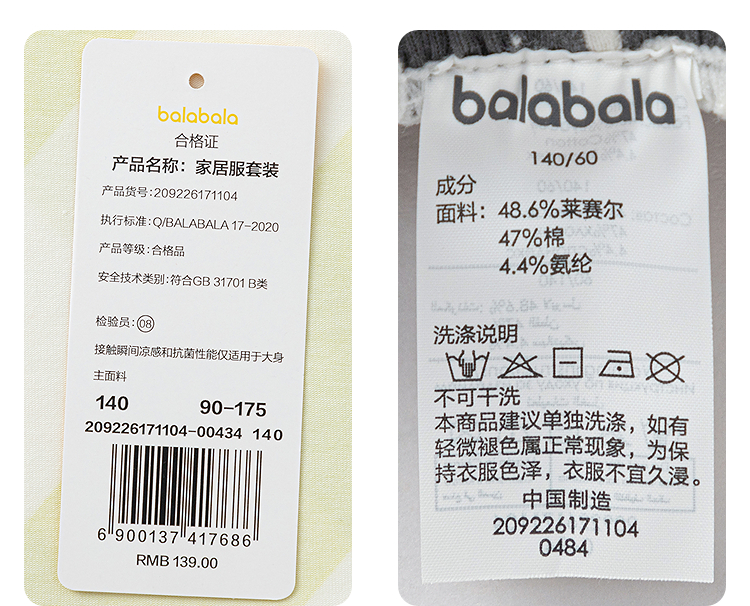 balabala
合格证
产品名称：家居服套装
产品货号：209226171104
执行标准：Q/BALABALA 17-2020
产品等级：合格品
安全技术类别：符合GB 31701 B类
检验员：08
接触瞬间凉感和抗菌性能仅适用于大身
主面料
140 90-175
209226171104-00434 140
6 900137 417686
RMB 139.00
balabala
140/60
成分
面料：48.6%莱赛尔
47%棉
4.4%氨纶
洗涤说明
不可干洗
本商品建议单独洗涤，如有
轻微褪色属正常现象，为保
持衣服色泽，衣服不宜久浸。
中国制造
209226171104
0484